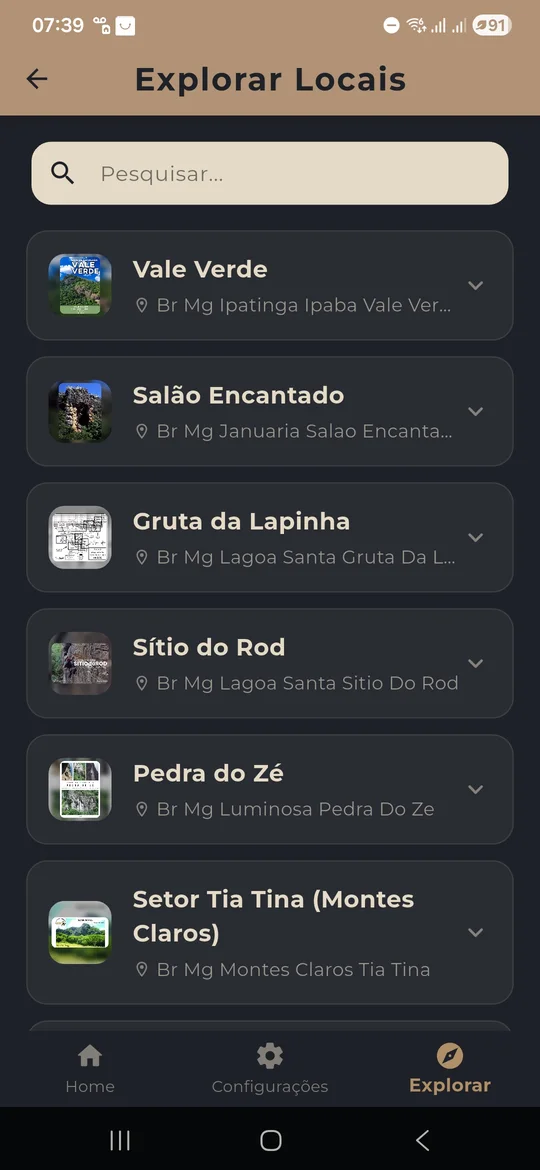 07:39
91
Explorar Locais
Pesquisar...
VALE
VERDE
Vale Verde
Br Mg Ipatinga Ipaba Vale Ver...
Salão Encantado
Br Mg Januaria Salao Encanta...
Gruta da Lapinha
Br Mg Lagoa Santa Gruta Da L...
Sítio do Rod
Br Mg Lagoa Santa Sitio Do Rod
Pedra do Zé
Br Mg Luminosa Pedra Do Ze
Setor Tia Tina (Montes
Claros)
Br Mg Montes Claros Tia Tina
Home
Configurações
Explorar